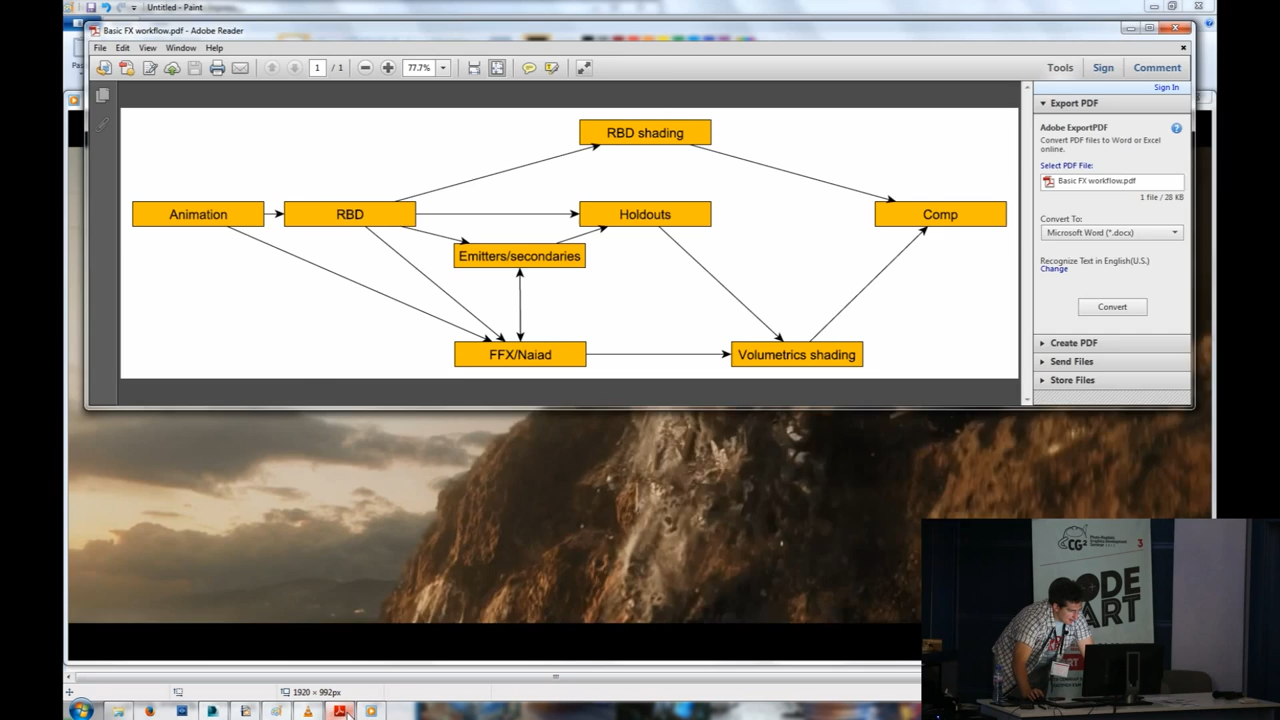 Untitled - Paint
Basic FX workflow.pdf - Adobe Reader
File Edit View Window Help
1 / 1 77.7% Tools Sign Comment
Sign In
Export PDF
Adobe ExportPDF
Convert PDF files to Word or Excel
online.
Select PDF File:
Basic FX workflow.pdf
1 file / 28 KB
Convert To:
Microsoft Word (*.docx)
Recognize Text in English(U.S.)
Change
Convert
Create PDF
Send Files
Store Files
RBD shading
Animation
RBD
Holdouts
Comp
Emitters/secondaries
FFX/Naiad
Volumetrics shading
1920 × 992px
CG²
3
CODE
ART